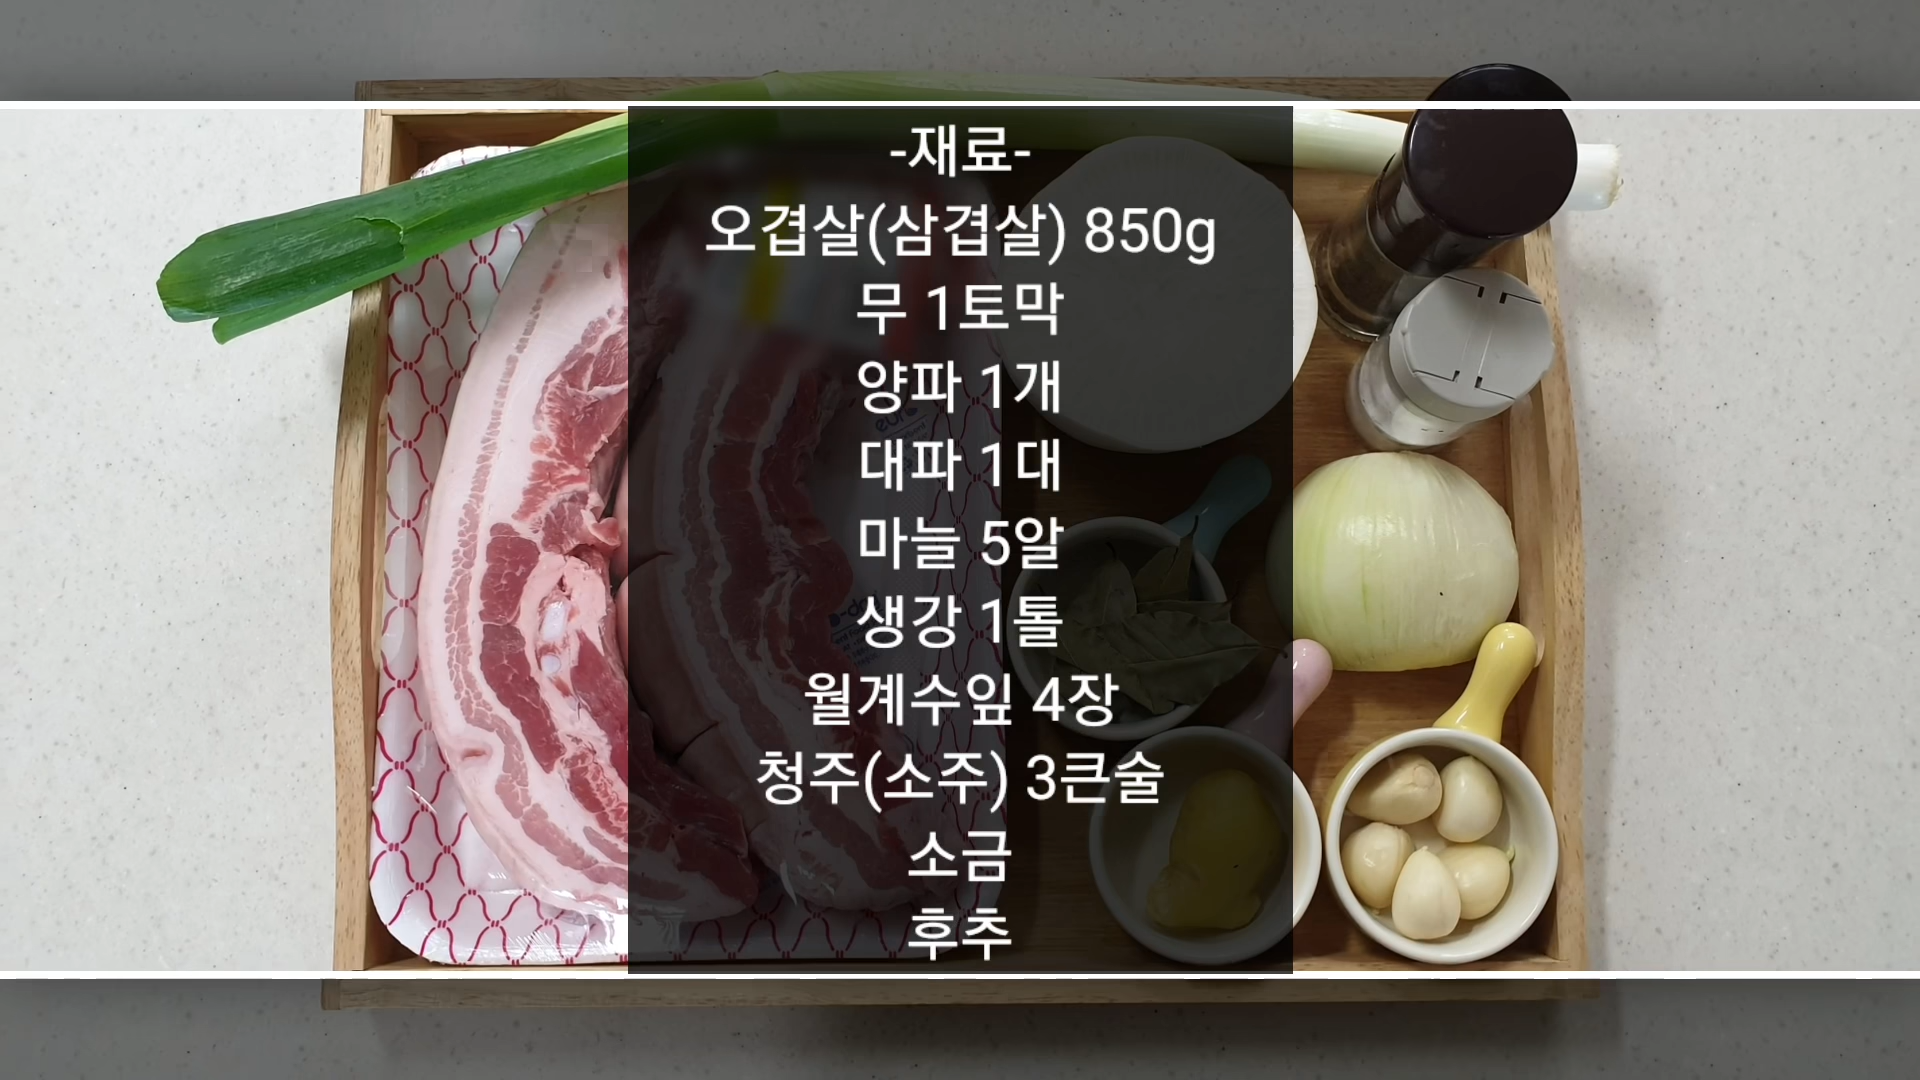 -재료-
오겹살(삼겹살) 850g
무 1토막
양파 1개
대파 1대
마늘 5알
생강 1톨
월계수잎 4장
청주(소주) 3큰술
소금
후추